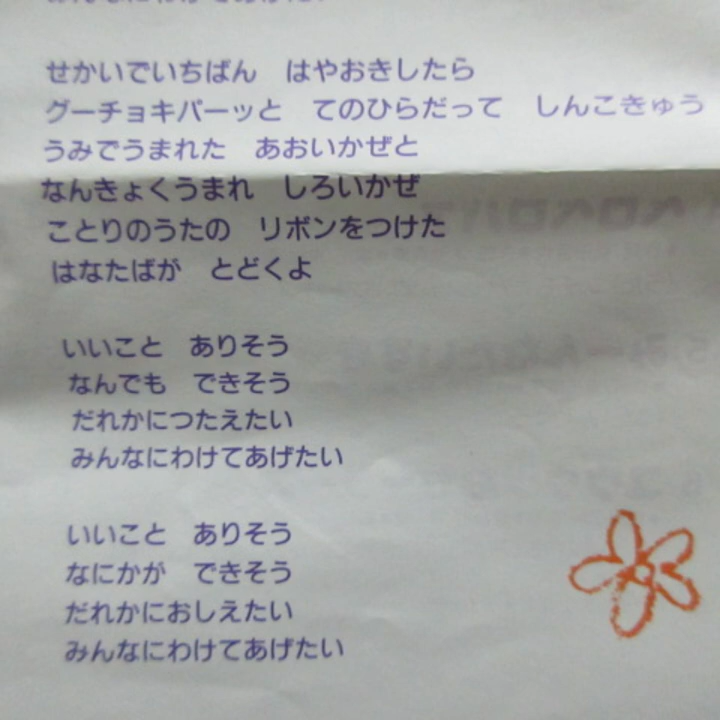 せかいでいちばん　はやおきしたら
グーチョキパーッと　てのひらだって　しんこきゅう
うみでうまれた　あおいかぜと
なんきょくうまれ　しろいかぜ
ことりのうたの　リボンをつけた
はなたばが　とどくよ
いいこと　ありそう
なんでも　できそう
だれかにつたえたい
みんなにわけてあげたい
いいこと　ありそう
なにかが　できそう
だれかにおしえたい
みんなにわけてあげたい